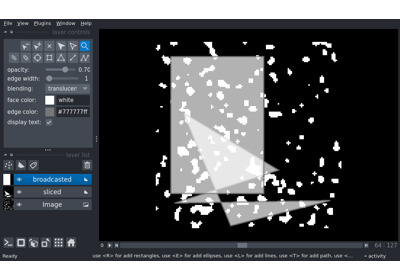 File View Plugins Window Help
layer controls
opacity: 0.70
edge width: 1
blending: translucen
face color: white
edge color: #777777ff
display text:
layer list
broadcasted
sliced
Image
0 64 127
Ready use <R> for add rectangles, use <E> for add ellipses, use <L> for add lines, use <T> for add path, use <... activity